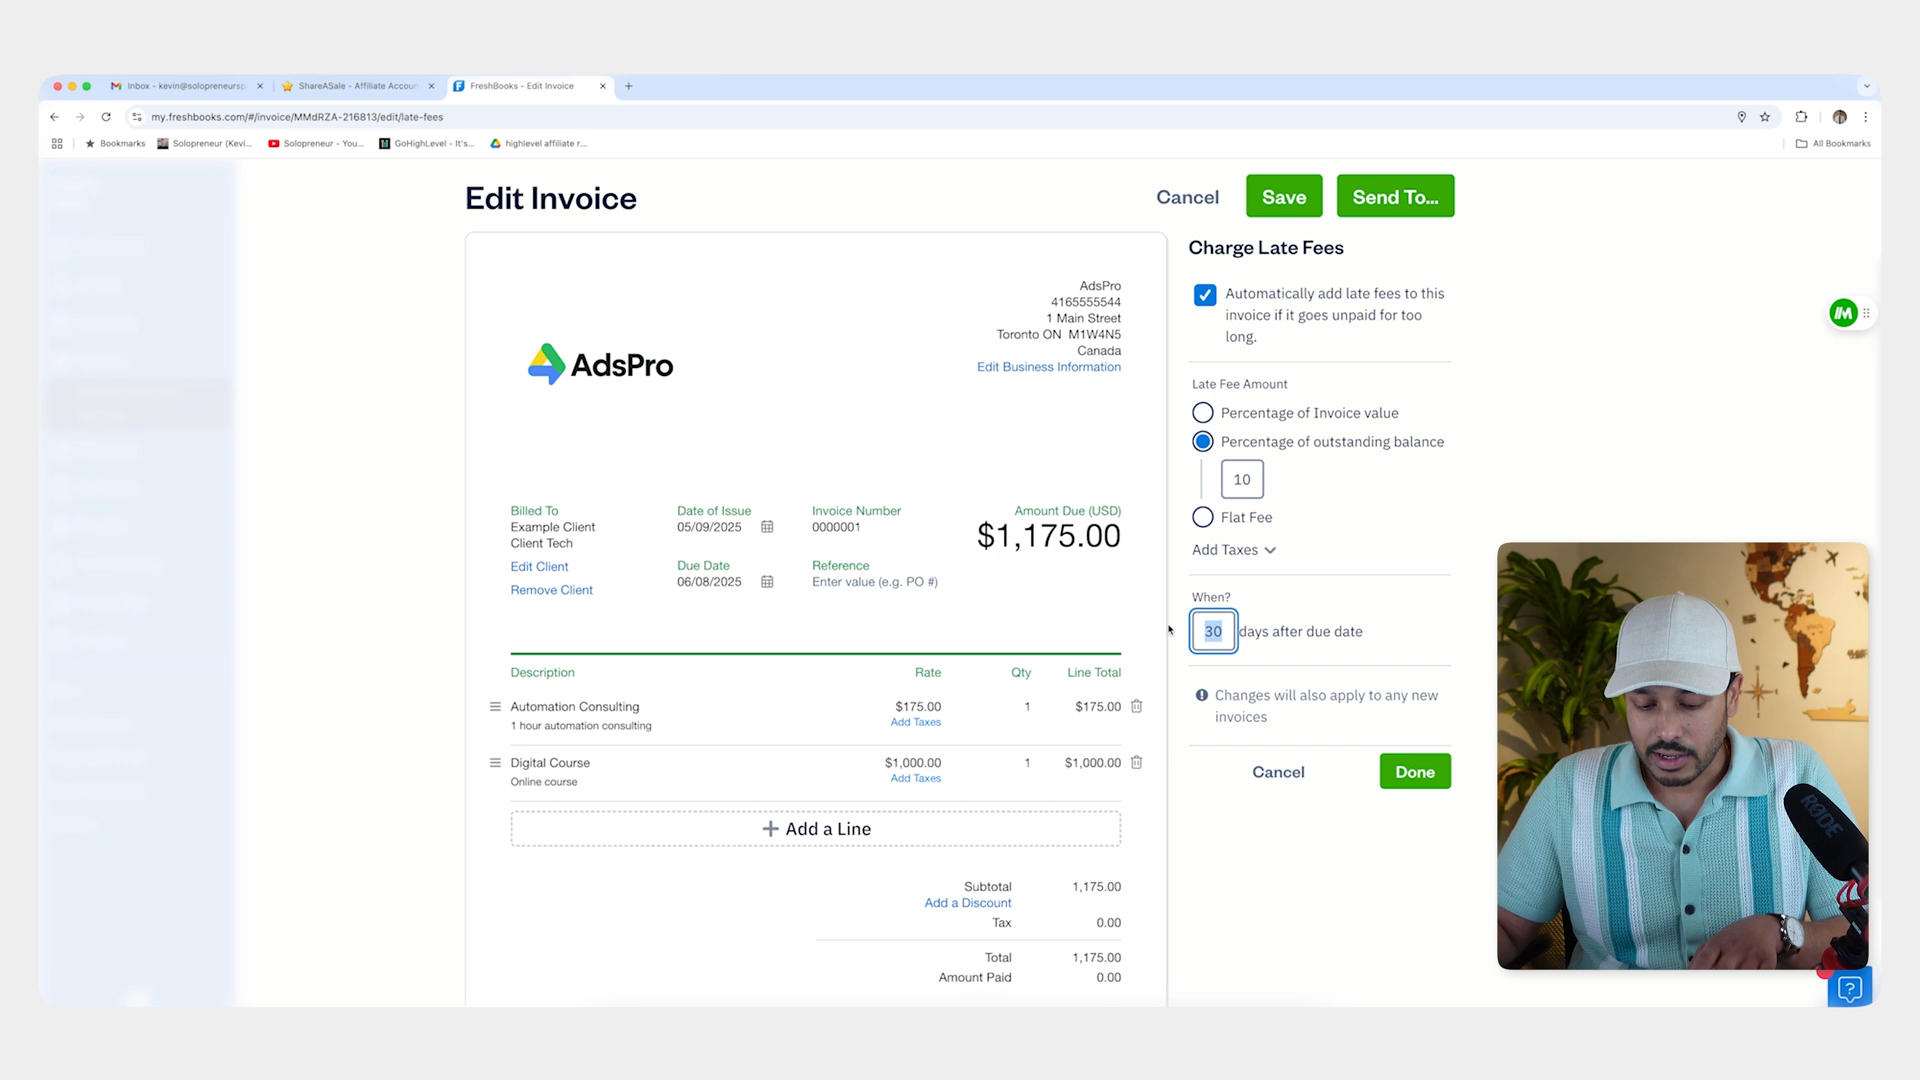 Inbox - kevin@solopreneursp
ShareASale - Affiliate Accoun
FreshBooks - Edit Invoice
my.freshbooks.com/#/invoice/MMdRZA-216813/edit/late-fees
Bookmarks
Solopreneur (Kevi...
Solopreneur - You...
GoHighLevel - It's...
highlevel affiliate r...
All Bookmarks
Edit Invoice
Cancel
Save
Send To...
AdsPro
4165555544
1 Main Street
Toronto ON M1W4N5
Canada
Edit Business Information
AdsPro
Billed To
Example Client
Client Tech
Edit Client
Remove Client
Date of Issue
05/09/2025
Due Date
06/08/2025
Invoice Number
0000001
Reference
Enter value (e.g. PO #)
Amount Due (USD)
$1,175.00
Description Rate Qty Line Total
Automation Consulting $175.00 1 $175.00
1 hour automation consulting Add Taxes
Digital Course $1,000.00 1 $1,000.00
Online course Add Taxes
+ Add a Line
Subtotal 1,175.00
Add a Discount
Tax 0.00
Total 1,175.00
Amount Paid 0.00
Charge Late Fees
Automatically add late fees to this
invoice if it goes unpaid for too
long.
Late Fee Amount
Percentage of Invoice value
Percentage of outstanding balance
10
Flat Fee
Add Taxes
When?
30 days after due date
Changes will also apply to any new
invoices
Cancel
Done
RØDE